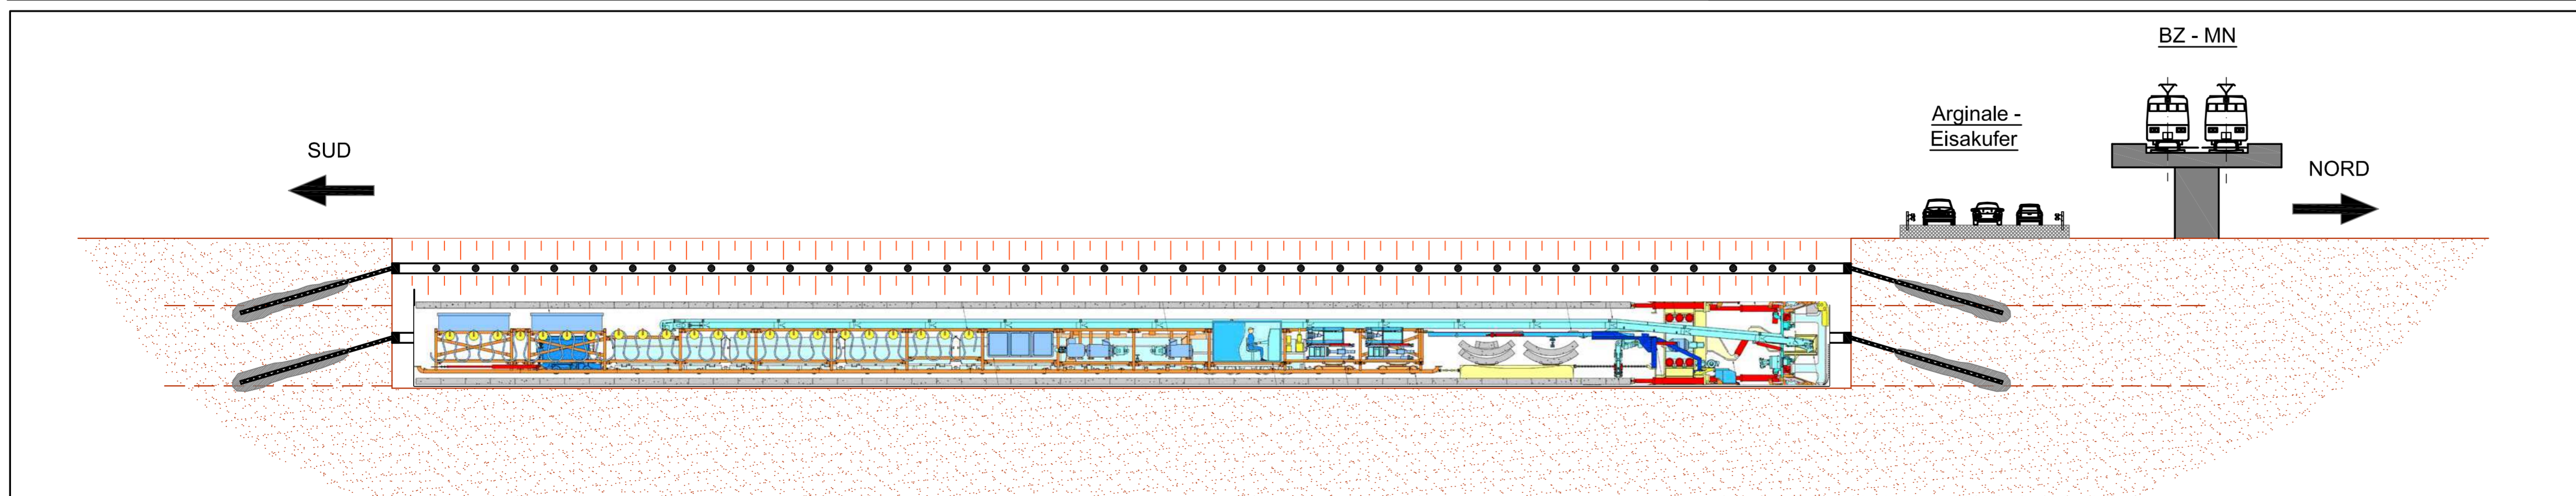 BZ - MN
Arginale -
Eisakufer
SUD
NORD